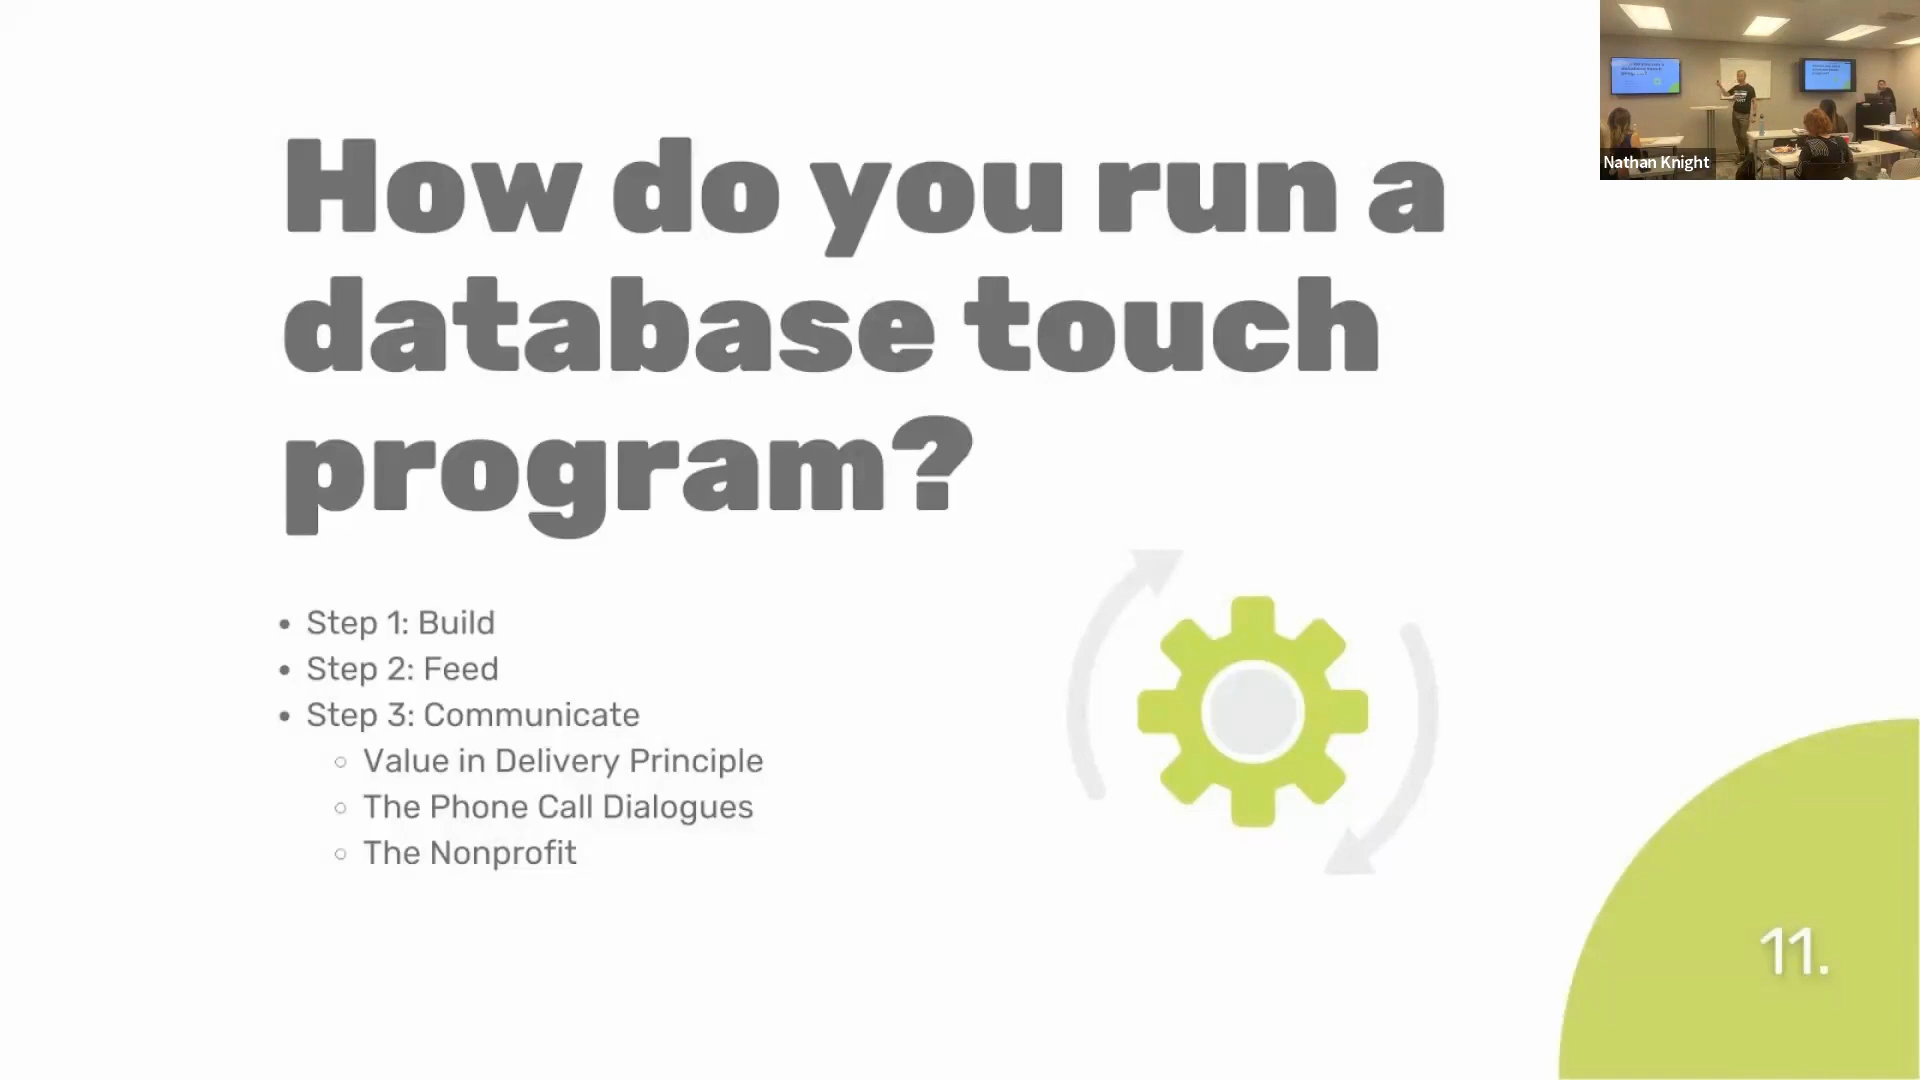 How do you run a
database touch
program?
• Step 1: Build
• Step 2: Feed
• Step 3: Communicate
○ Value in Delivery Principle
○ The Phone Call Dialogues
○ The Nonprofit
11.
Nathan Knight